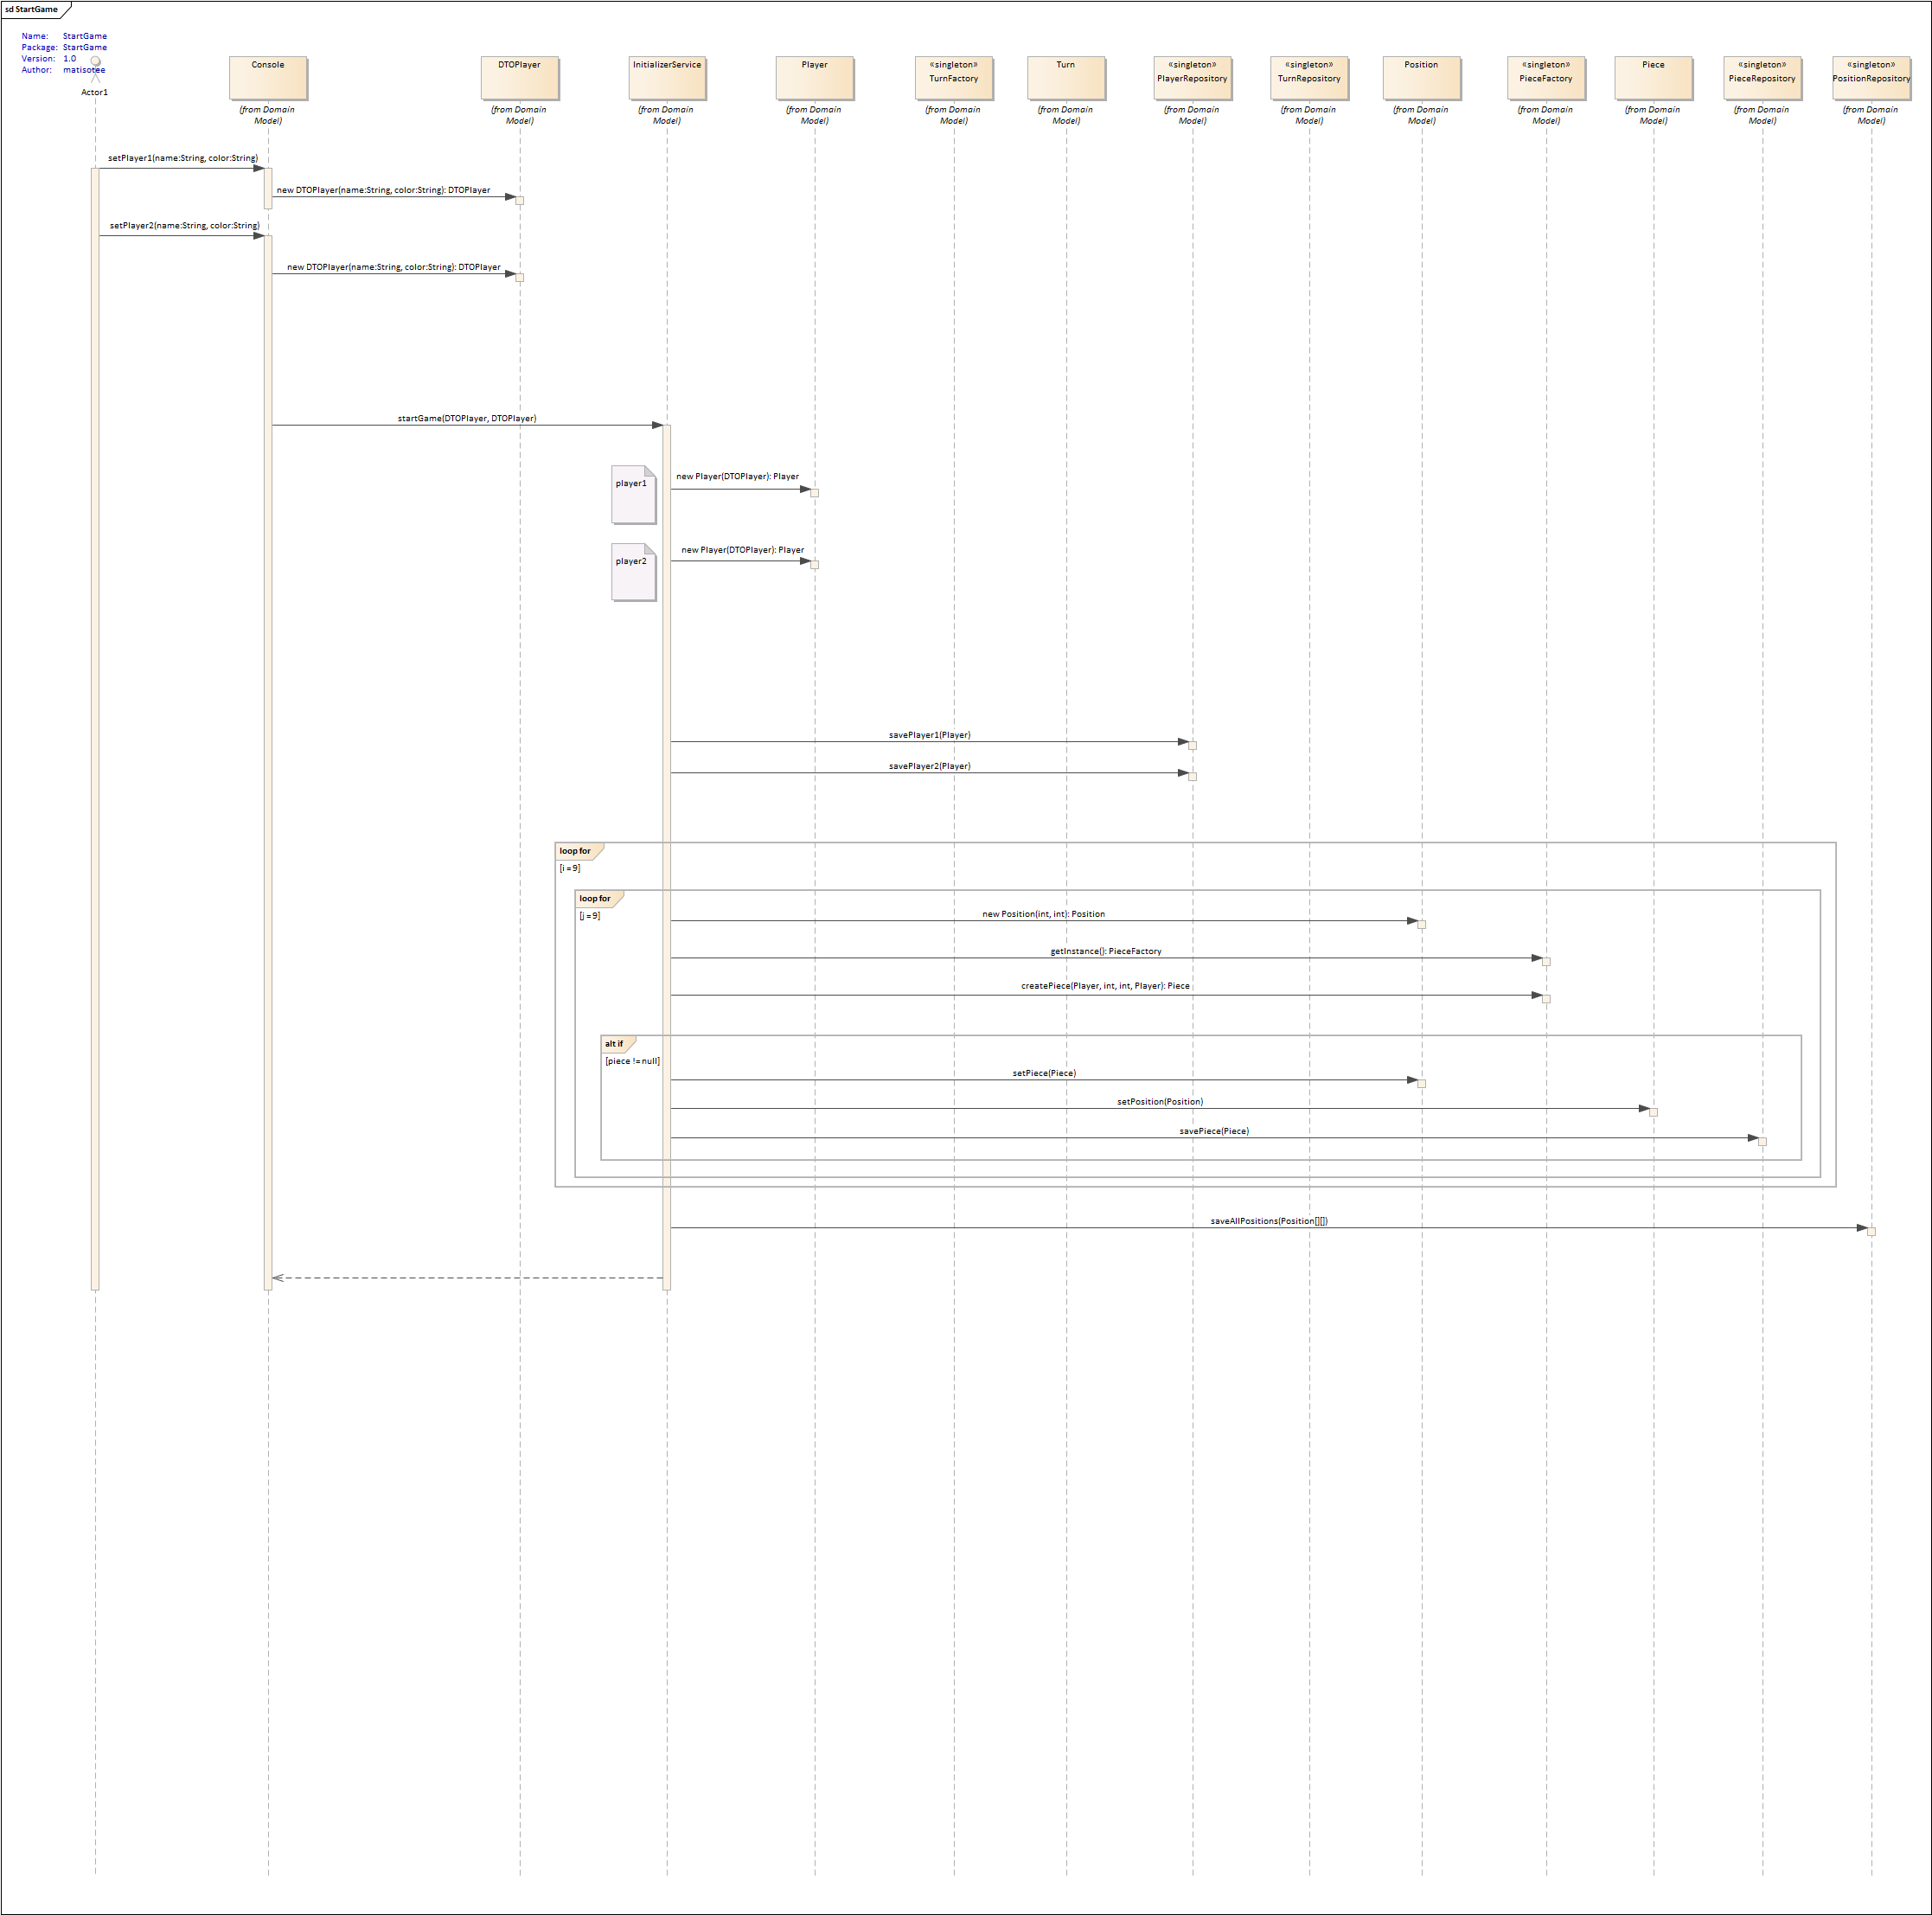 sd StartGame
Name: StartGame
Package: StartGame
Version: 1.0
Author: matisotee
Actor1
Console
(from Domain
Model)
DTOPlayer
(from Domain
Model)
InitializerService
(from Domain
Model)
Player
(from Domain
Model)
«singleton»
TurnFactory
(from Domain
Model)
Turn
(from Domain
Model)
«singleton»
PlayerRepository
(from Domain
Model)
«singleton»
TurnRepository
(from Domain
Model)
Position
(from Domain
Model)
«singleton»
PieceFactory
(from Domain
Model)
Piece
(from Domain
Model)
«singleton»
PieceRepository
(from Domain
Model)
«singleton»
PositionRepository
(from Domain
Model)
setPlayer1(name:String, color:String)
new DTOPlayer(name:String, color:String): DTOPlayer
setPlayer2(name:String, color:String)
new DTOPlayer(name:String, color:String): DTOPlayer
startGame(DTOPlayer, DTOPlayer)
player1
new Player(DTOPlayer): Player
player2
new Player(DTOPlayer): Player
savePlayer1(Player)
savePlayer2(Player)
loop for
[i = 9]
loop for
[j = 9]
new Position(int, int): Position
getInstance(): PieceFactory
createPiece(Player, int, int, Player): Piece
alt if
[piece != null]
setPiece(Piece)
setPosition(Position)
savePiece(Piece)
saveAllPositions(Position[][])